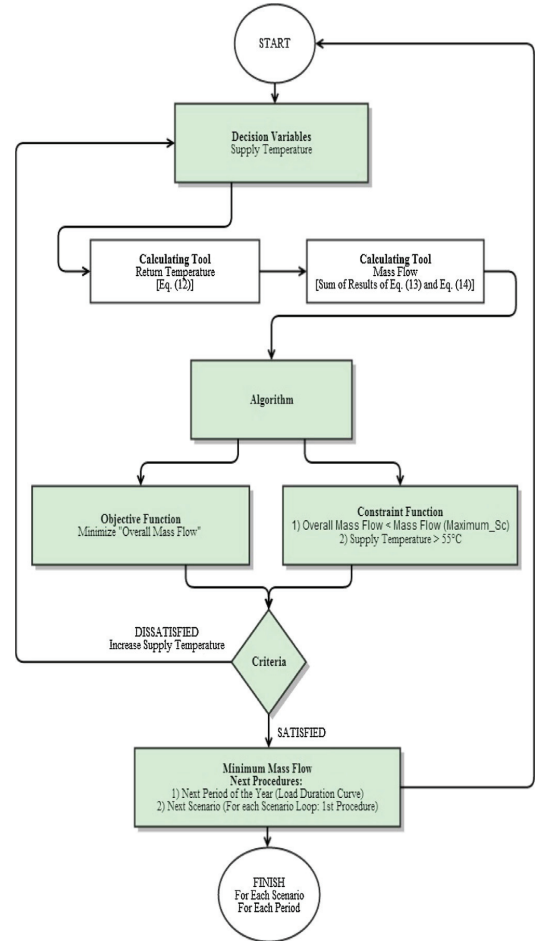 START
Decision Variables
Supply Temperature
Calculating Tool
Return Temperature
[Eq. (12)]
Calculating Tool
Mass Flow
[Sum of Results of Eq. (13) and Eq. (14)]
Algorithm
Objective Function
Minimize "Overall Mass Flow"
Constraint Function
1) Overall Mass Flow < Mass Flow (Maximum_Sc)
2) Supply Temperature > 55°C
DISSATISFIED
Increase Supply Temperature
Criteria
SATISFIED
Minimum Mass Flow
Next Procedures:
1) Next Period of the Year (Load Duration Curve)
2) Next Scenario (For each Scenario Loop: 1st Procedure)
FINISH
For Each Scenario
For Each Period